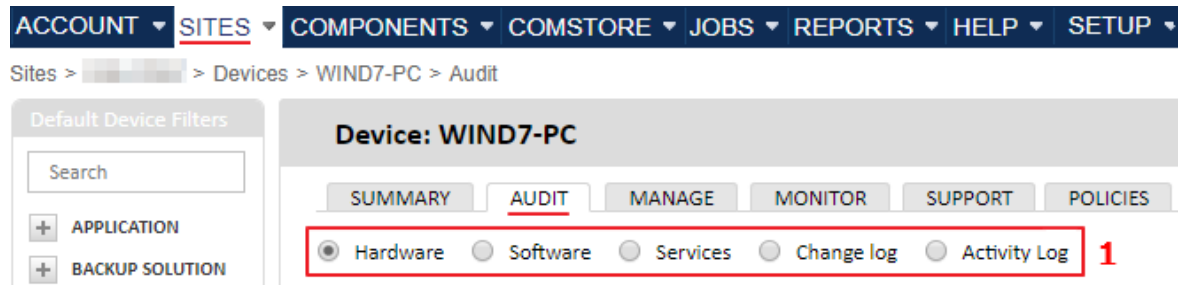 ACCOUNT SITES COMPONENTS COMSTORE JOBS REPORTS HELP SETUP
Sites > > Devices > WIND7-PC > Audit
Default Device Filters
Device: WIND7-PC
Search
SUMMARY AUDIT MANAGE MONITOR SUPPORT POLICIES
APPLICATION
Hardware Software Services Change log Activity Log 1
BACKUP SOLUTION